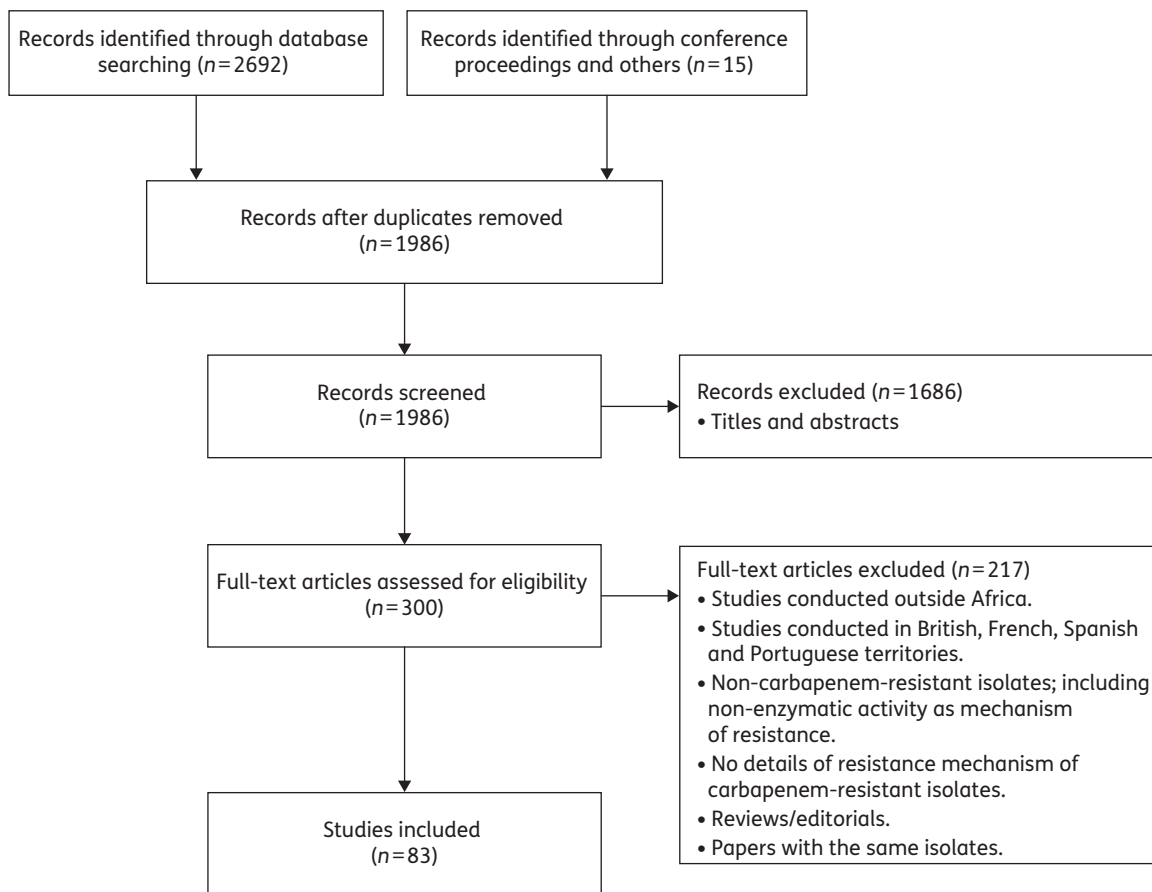 Records identified through database
searching (n=2692)
Records identified through conference
proceedings and others (n=15)
Records after duplicates removed
(n=1986)
Records screened
(n=1986)
Records excluded (n=1686)
• Titles and abstracts
Full-text articles assessed for eligibility
(n=300)
Full-text articles excluded (n=217)
• Studies conducted outside Africa.
• Studies conducted in British, French, Spanish
and Portuguese territories.
• Non-carbapenem-resistant isolates; including
non-enzymatic activity as mechanism
of resistance.
• No details of resistance mechanism of
carbapenem-resistant isolates.
• Reviews/editorials.
• Papers with the same isolates.
Studies included
(n=83)